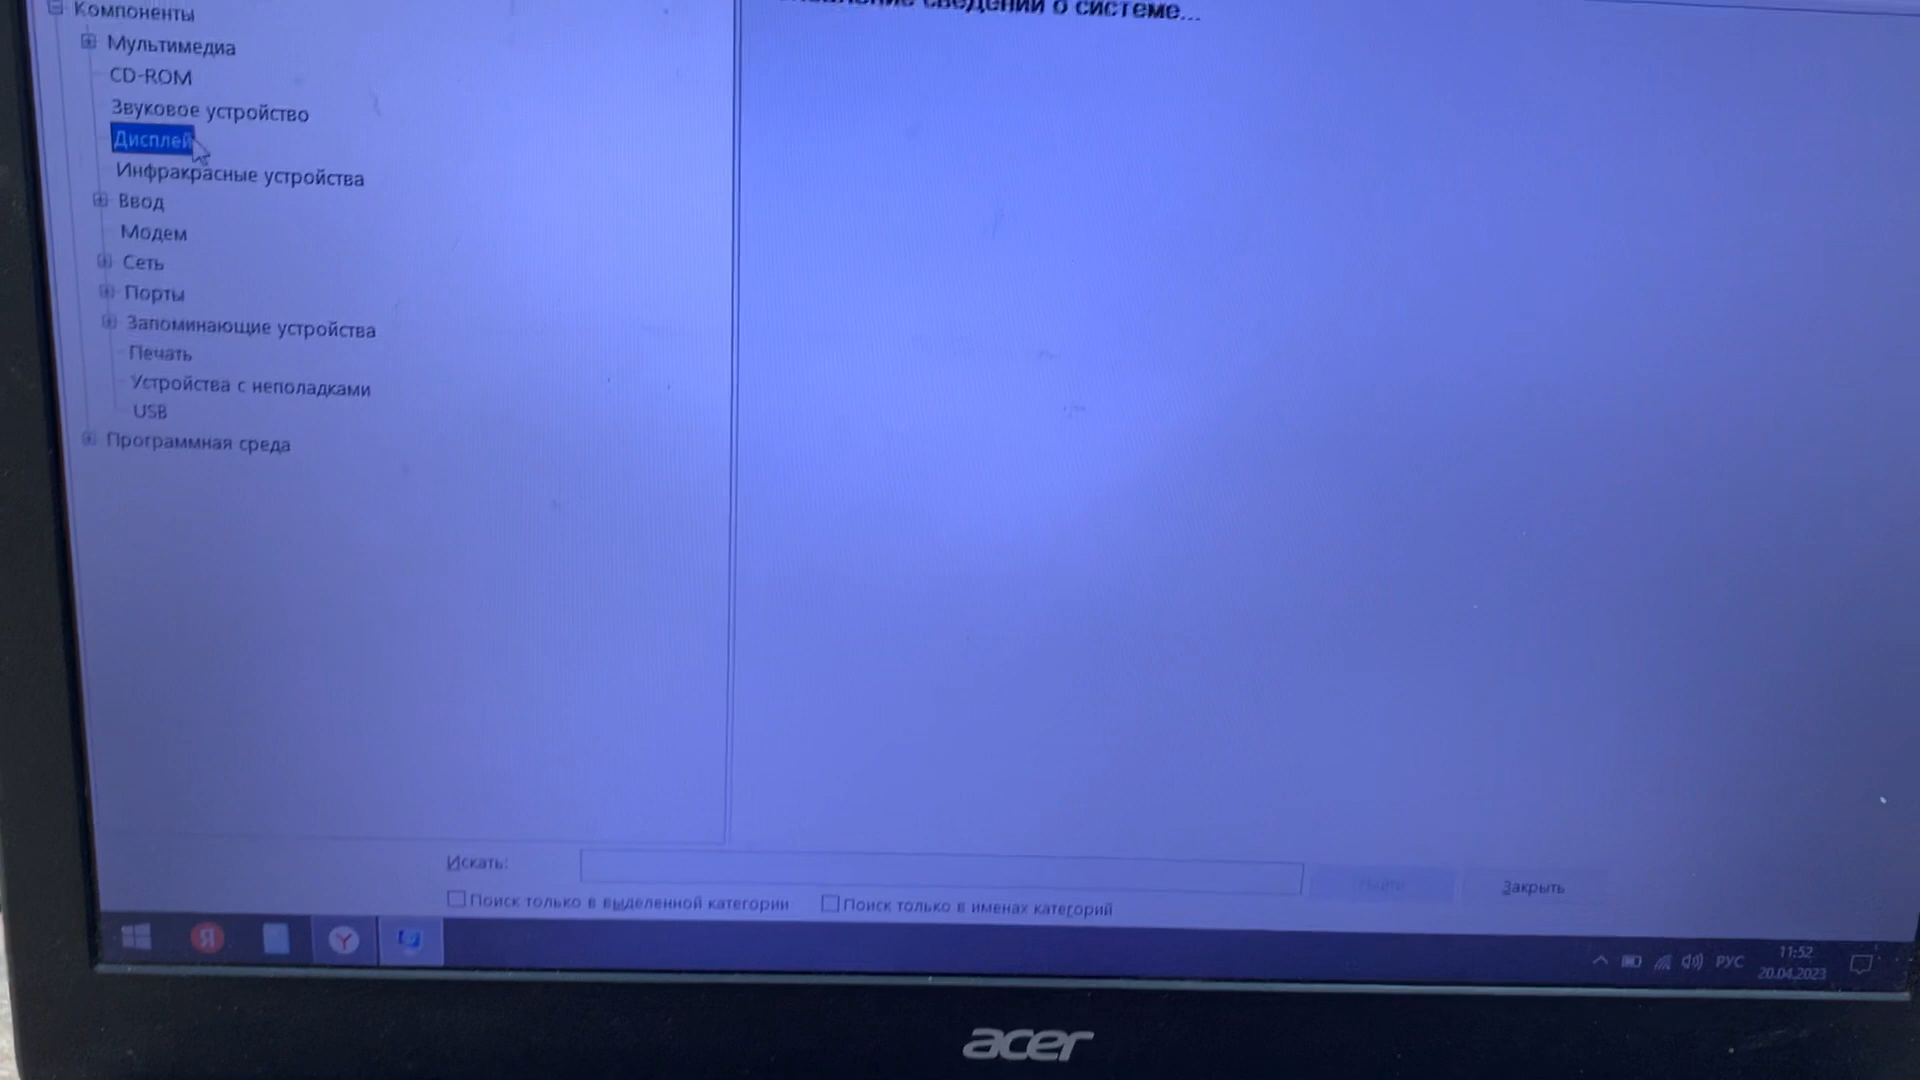 Компоненты
сведений о системе...
Мультимедиа
CD-ROM
Звуковое устройство
Дисплей
Инфракрасные устройства
Ввод
Модем
Сеть
Порты
Запоминающие устройства
Печать
Устройства с неполадками
USB
Программная среда
Искать:
Найти
Закрыть
Поиск только в выделенной категории
Поиск только в именах категорий
Я
Y
РУС
11:52
20.04.2023
acer